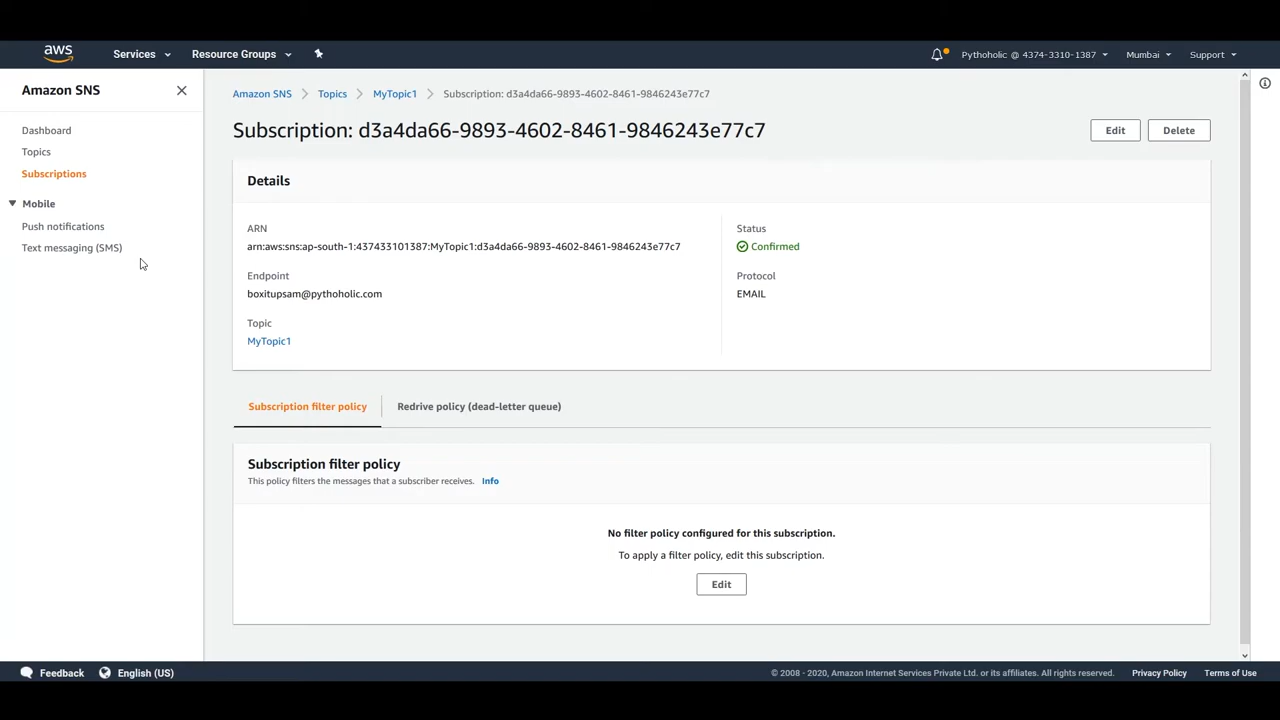 aws
Services
Resource Groups
Pythoholic @ 4374-3310-1387
Mumbai
Support
Amazon SNS
Dashboard
Topics
Subscriptions
Mobile
Push notifications
Text messaging (SMS)
Amazon SNS
Topics
MyTopic1
Subscription: d3a4da66-9893-4602-8461-9846243e77c7
Subscription: d3a4da66-9893-4602-8461-9846243e77c7
Edit
Delete
Details
ARN
arn:aws:sns:ap-south-1:437433101387:MyTopic1:d3a4da66-9893-4602-8461-9846243e77c7
Endpoint
boxitupsam@pythoholic.com
Topic
MyTopic1
Status
Confirmed
Protocol
EMAIL
Subscription filter policy
Redrive policy (dead-letter queue)
Subscription filter policy
This policy filters the messages that a subscriber receives. Info
No filter policy configured for this subscription.
To apply a filter policy, edit this subscription.
Edit
Feedback
English (US)
© 2008 - 2020, Amazon Internet Services Private Ltd. or its affiliates. All rights reserved.
Privacy Policy
Terms of Use